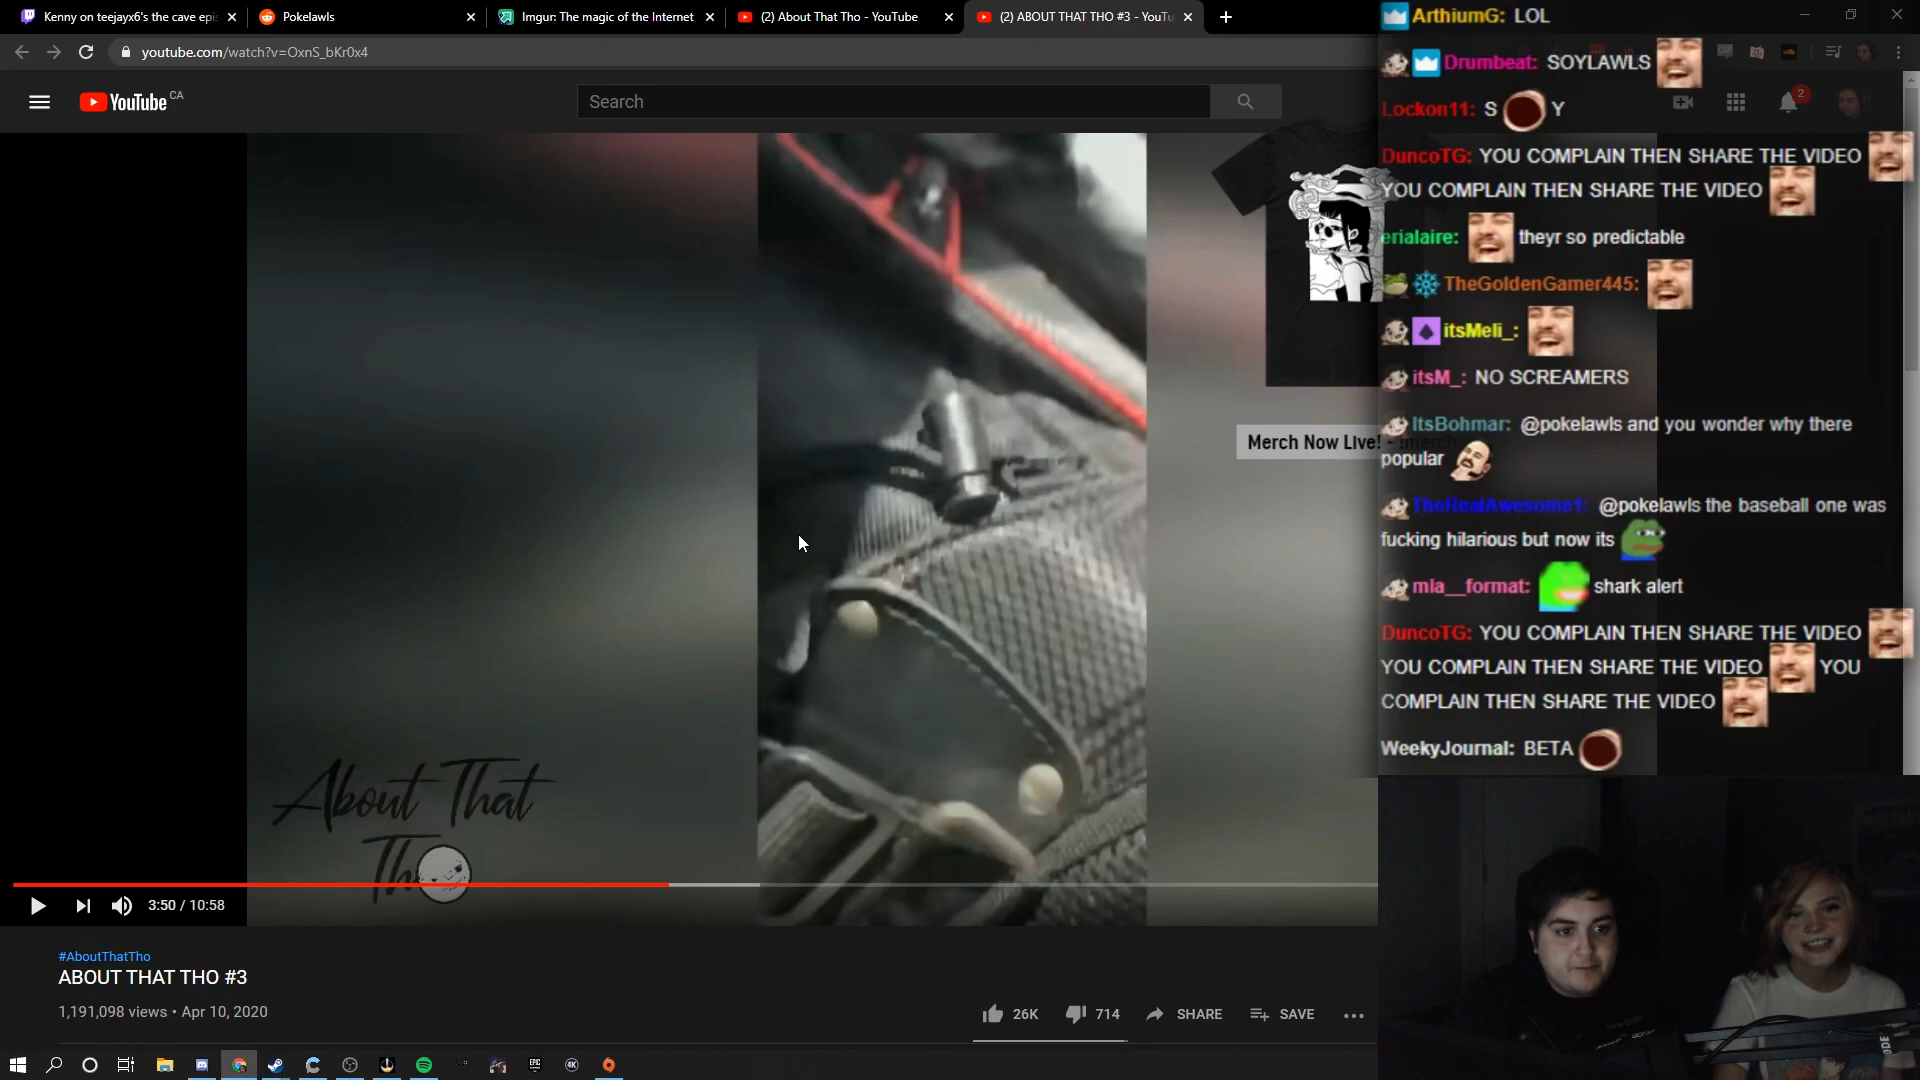 Kenny on teejayx6's the cave epi
Pokelawls
Imgur: The magic of the Internet
(2) About That Tho - YouTube
(2) ABOUT THAT THO #3 - YouTu
youtube.com/watch?v=OxnS_bKr0x4
YouTube CA
Search
2
ArthiumG: LOL
Drumbeat: SOYLAWLS
Lockon11: S Y
DuncoTG: YOU COMPLAIN THEN SHARE THE VIDEO
YOU COMPLAIN THEN SHARE THE VIDEO
erialaire: theyr so predictable
TheGoldenGamer445:
itsMeli_:
itsM_: NO SCREAMERS
ItsBohmar: @pokelawls and you wonder why there
popular
TheRealAwesome1: @pokelawls the baseball one was
fucking hilarious but now its
mla__format: shark alert
DuncoTG: YOU COMPLAIN THEN SHARE THE VIDEO
YOU COMPLAIN THEN SHARE THE VIDEO YOU
COMPLAIN THEN SHARE THE VIDEO
WeekyJournal: BETA
Merch Now Live! - !merch
About That
Tho
3:50 / 10:58
#AboutThatTho
ABOUT THAT THO #3
1,191,098 views • Apr 10, 2020
26K 714 SHARE SAVE